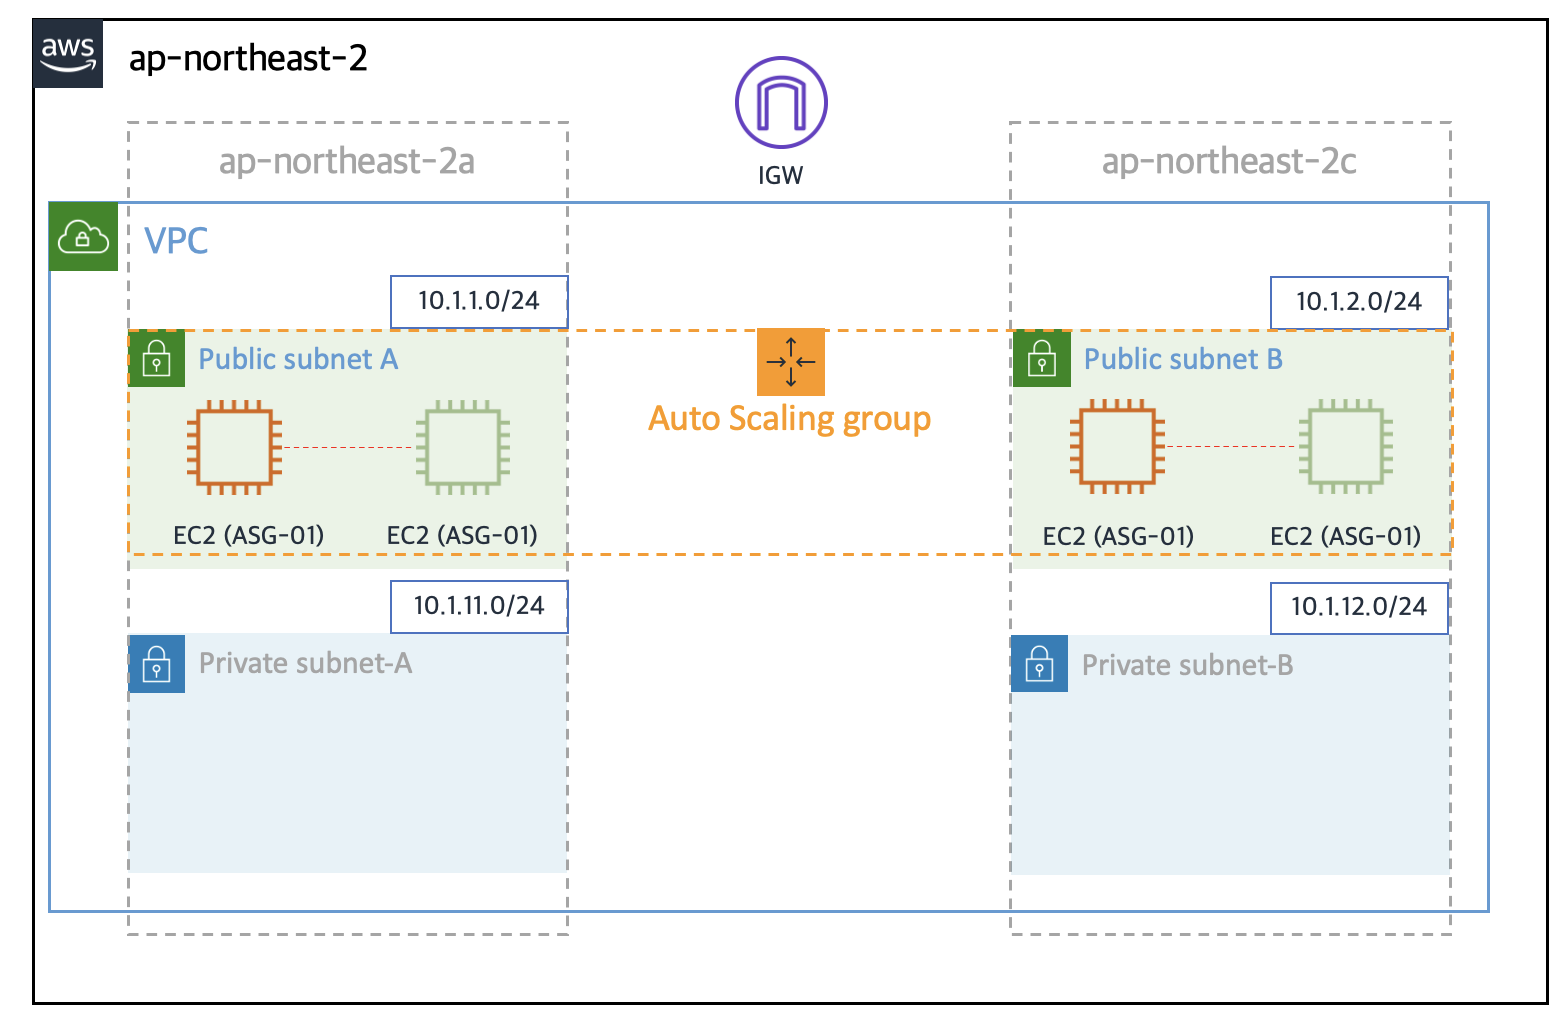 aws
ap-northeast-2
IGW
ap-northeast-2a
ap-northeast-2c
VPC
10.1.1.0/24
10.1.2.0/24
Public subnet A
Public subnet B
Auto Scaling group
EC2 (ASG-01)
EC2 (ASG-01)
EC2 (ASG-01)
EC2 (ASG-01)
10.1.11.0/24
10.1.12.0/24
Private subnet-A
Private subnet-B